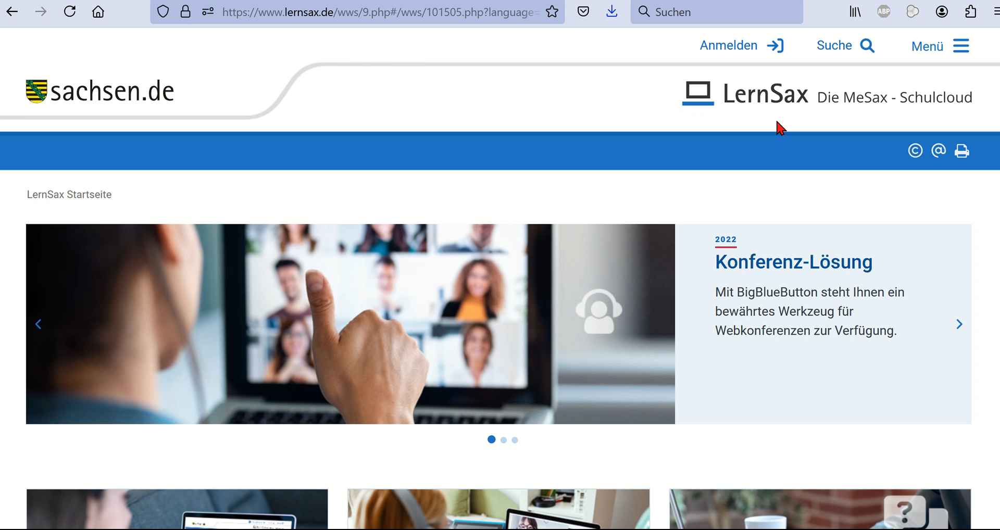 https://www.lernsax.de/wws/9.php#/wws/101505.php?language=
Suchen
ABP
Anmelden
Suche
Menü
sachsen.de
LernSax Die MeSax - Schulcloud
LernSax Startseite
2022
Konferenz-Lösung
Mit BigBlueButton steht Ihnen ein
bewährtes Werkzeug für
Webkonferenzen zur Verfügung.
?